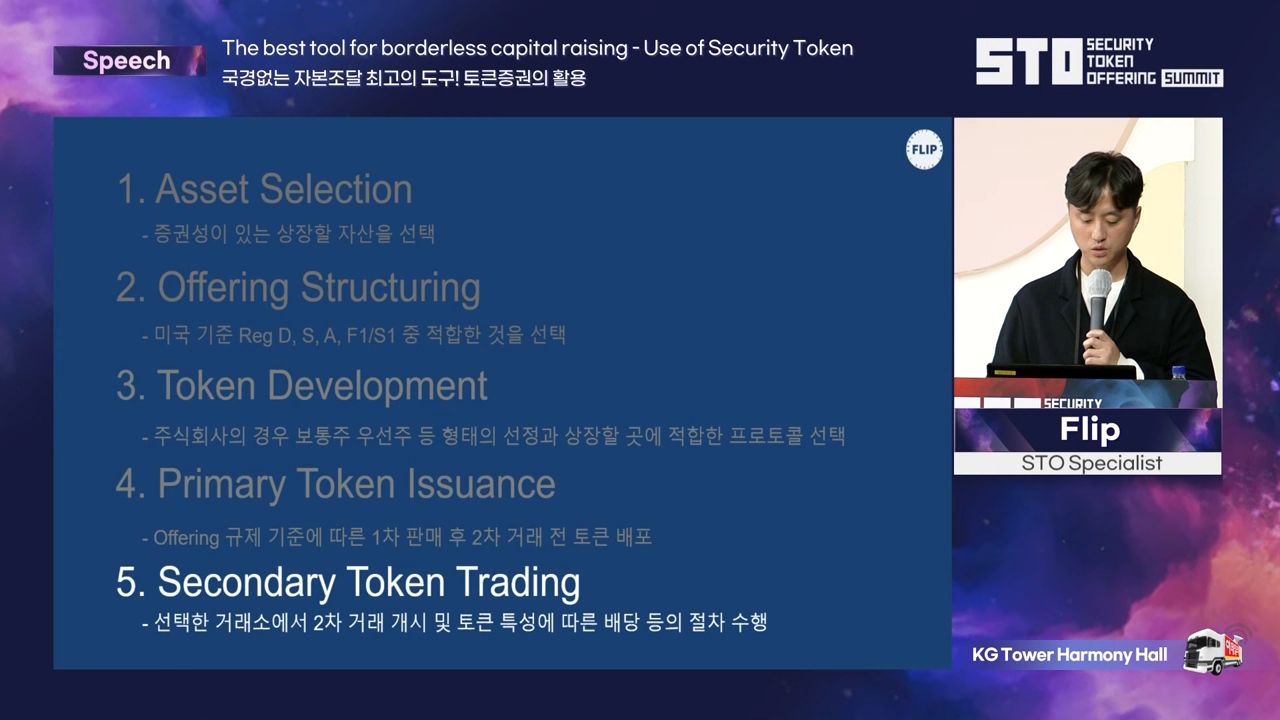 Speech
The best tool for borderless capital raising - Use of Security Token
국경없는 자본조달 최고의 도구! 토큰증권의 활용
STO SECURITY
TOKEN
OFFERING SUMMIT
FLIP
1. Asset Selection
- 증권성이 있는 상장할 자산을 선택
2. Offering Structuring
- 미국 기준 Reg D, S, A, F1/S1 중 적합한 것을 선택
3. Token Development
- 주식회사의 경우 보통주 우선주 등 형태의 선정과 상장할 곳에 적합한 프로토콜 선택
4. Primary Token Issuance
- Offering 규제 기준에 따른 1차 판매 후 2차 거래 전 토큰 배포
5. Secondary Token Trading
- 선택한 거래소에서 2차 거래 개시 및 토큰 특성에 따른 배당 등의 절차 수행
SECURITY
Flip
STO Specialist
KG Tower Harmony Hall